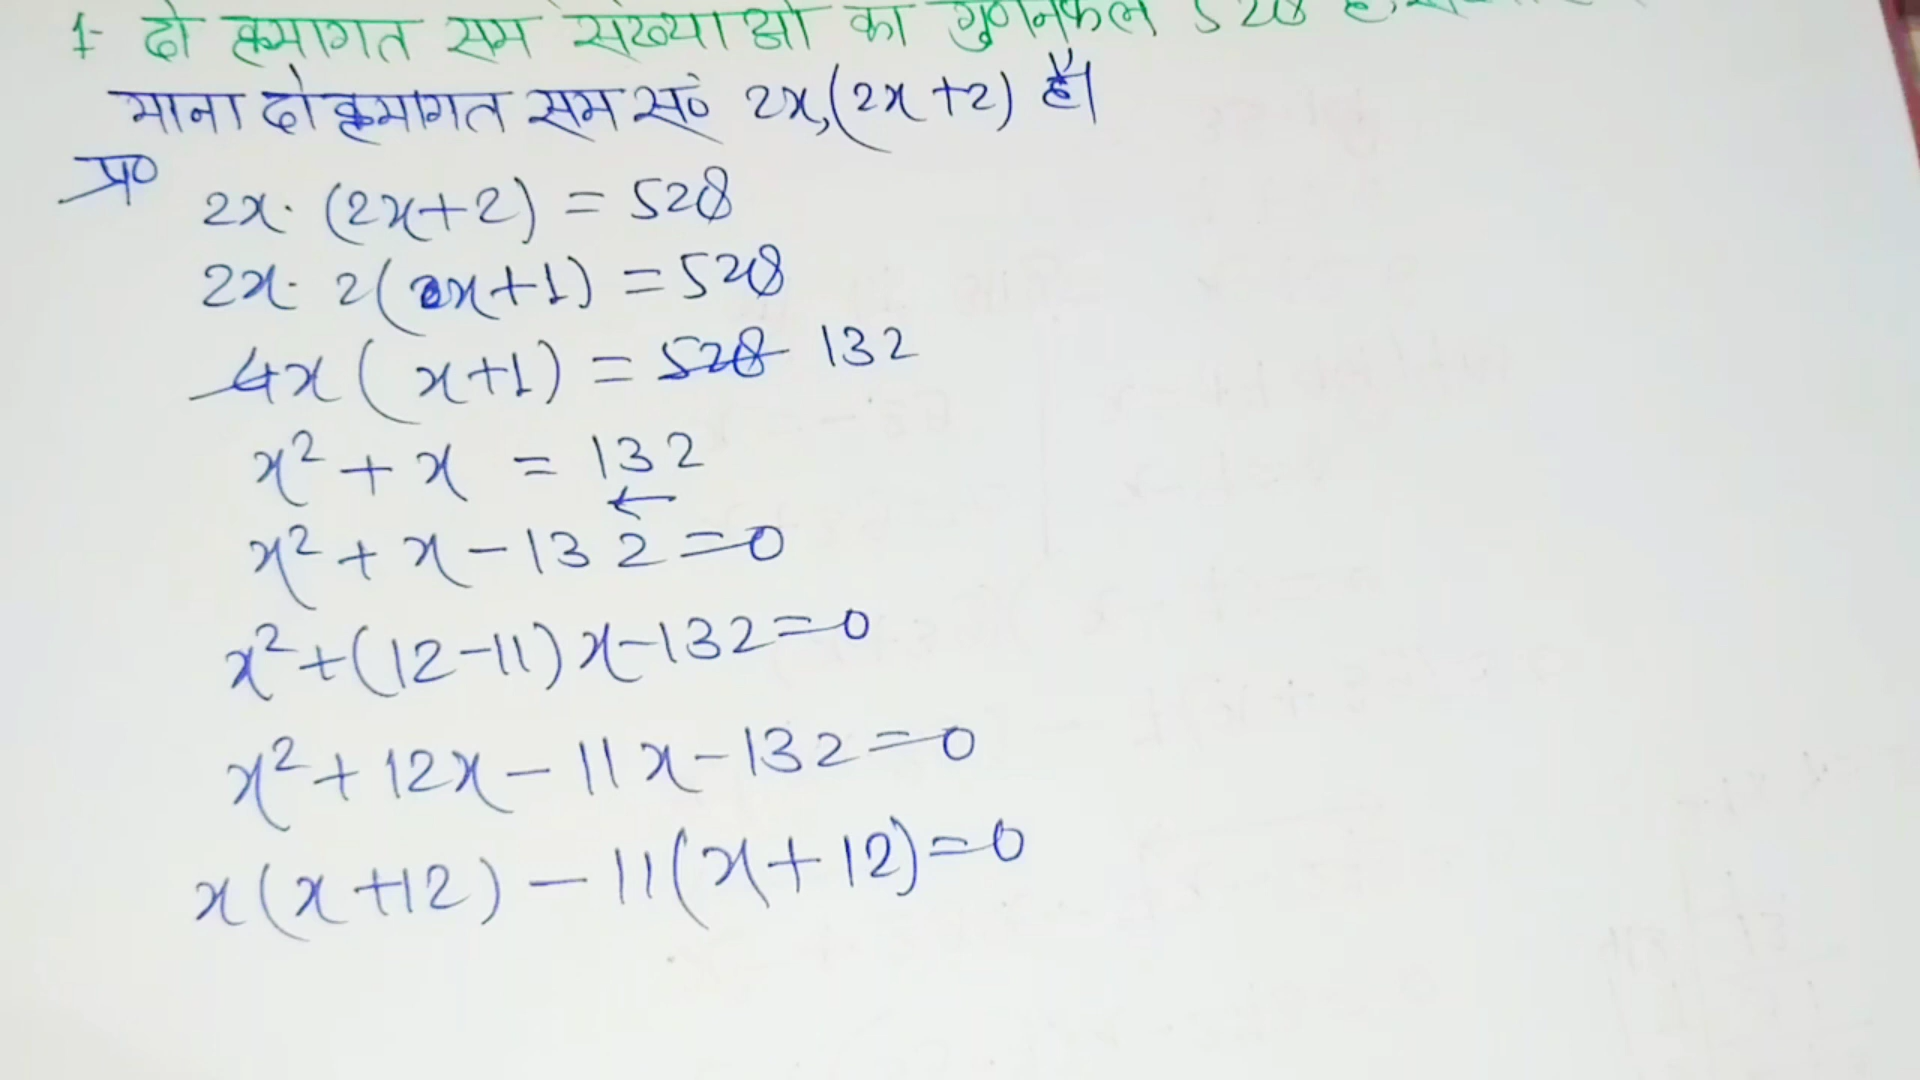 1- दो क्रमागत सम संख्याओ का गुणनफल 528 है
माना दो क्रमागत सम सं० 2x,(2x+2) हैं।
प्र०
2x. (2x+2) = 528
2x. 2(x+1) = 528
4x ( x+1) = 528 132
x² + x = 132
←
x² + x - 132 = 0
x² + (12-11) x - 132 = 0
x² + 12x - 11x - 132 = 0
x (x+12) - 11(x+12) = 0